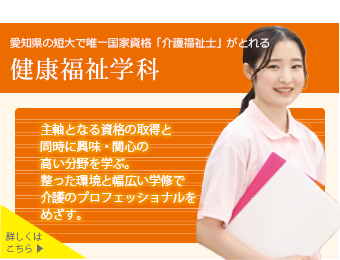 愛知県の短大で唯一国家資格「介護福祉士」がとれる
健康福祉学科
主軸となる資格の取得と
同時に興味・関心の
高い分野を学ぶ。
整った環境と幅広い学修で
介護のプロフェッショナルを
めざす。
詳しくは
こちら ▶